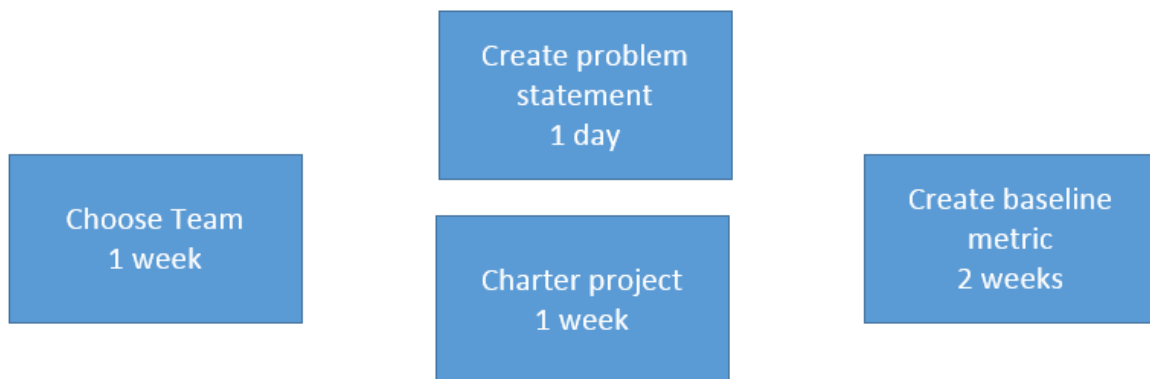 Choose Team
1 week
Create problem
statement
1 day
Charter project
1 week
Create baseline
metric
2 weeks